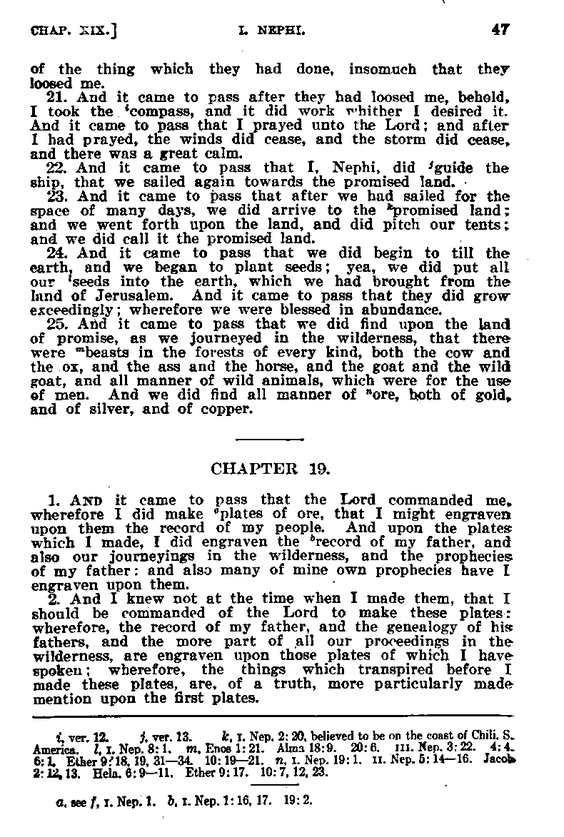 CHAP. XIX.] I. NEPHI. 47
of the thing which they had done, insomuch that they
loosed me.
21. And it came to pass after they had loosed me, behold,
I took the ⁱcompass, and it did work whither I desired it.
And it came to pass that I prayed unto the Lord; and after
I had prayed, the winds did cease, and the storm did cease,
and there was a great calm.
22. And it came to pass that I, Nephi, did ʲguide the
ship, that we sailed again towards the promised land.
23. And it came to pass that after we had sailed for the
space of many days, we did arrive to the ᵏpromised land;
and we went forth upon the land, and did pitch our tents;
and we did call it the promised land.
24. And it came to pass that we did begin to till the
earth, and we began to plant seeds; yea, we did put all
our ˡseeds into the earth, which we had brought from the
land of Jerusalem. And it came to pass that they did grow
exceedingly; wherefore we were blessed in abundance.
25. And it came to pass that we did find upon the land
of promise, as we journeyed in the wilderness, that there
were ᵐbeasts in the forests of every kind, both the cow and
the ox, and the ass and the horse, and the goat and the wild
goat, and all manner of wild animals, which were for the use
of men. And we did find all manner of ⁿore, both of gold,
and of silver, and of copper.
CHAPTER 19.
1. AND it came to pass that the Lord commanded me,
wherefore I did make ᵃplates of ore, that I might engraven
upon them the record of my people. And upon the plates
which I made, I did engraven the ᵇrecord of my father, and
also our journeyings in the wilderness, and the prophecies
of my father: and also many of mine own prophecies have I
engraven upon them.
2. And I knew not at the time when I made them, that I
should be commanded of the Lord to make these plates:
wherefore, the record of my father, and the genealogy of his
fathers, and the more part of all our proceedings in the
wilderness, are engraven upon those plates of which I have
spoken; wherefore, the things which transpired before I
made these plates, are, of a truth, more particularly made
mention upon the first plates.
i, ver. 12. j, ver. 13. k, I. Nep. 2: 20, believed to be on the coast of Chili, S.
America. l, I. Nep. 8: 1. m, Enos 1: 21. Alma 18: 9. 20: 6. III. Nep. 3: 22. 4: 4.
6: 1. Ether 9: 18, 19, 31—34. 10: 19—21. n, I. Nep. 19: 1. II. Nep. 5: 14—16. Jacob
2: 12, 13. Hela. 6: 9—11. Ether 9: 17. 10: 7, 12, 23.
a, see f, I. Nep. 1. b, I. Nep. 1: 16, 17. 19: 2.